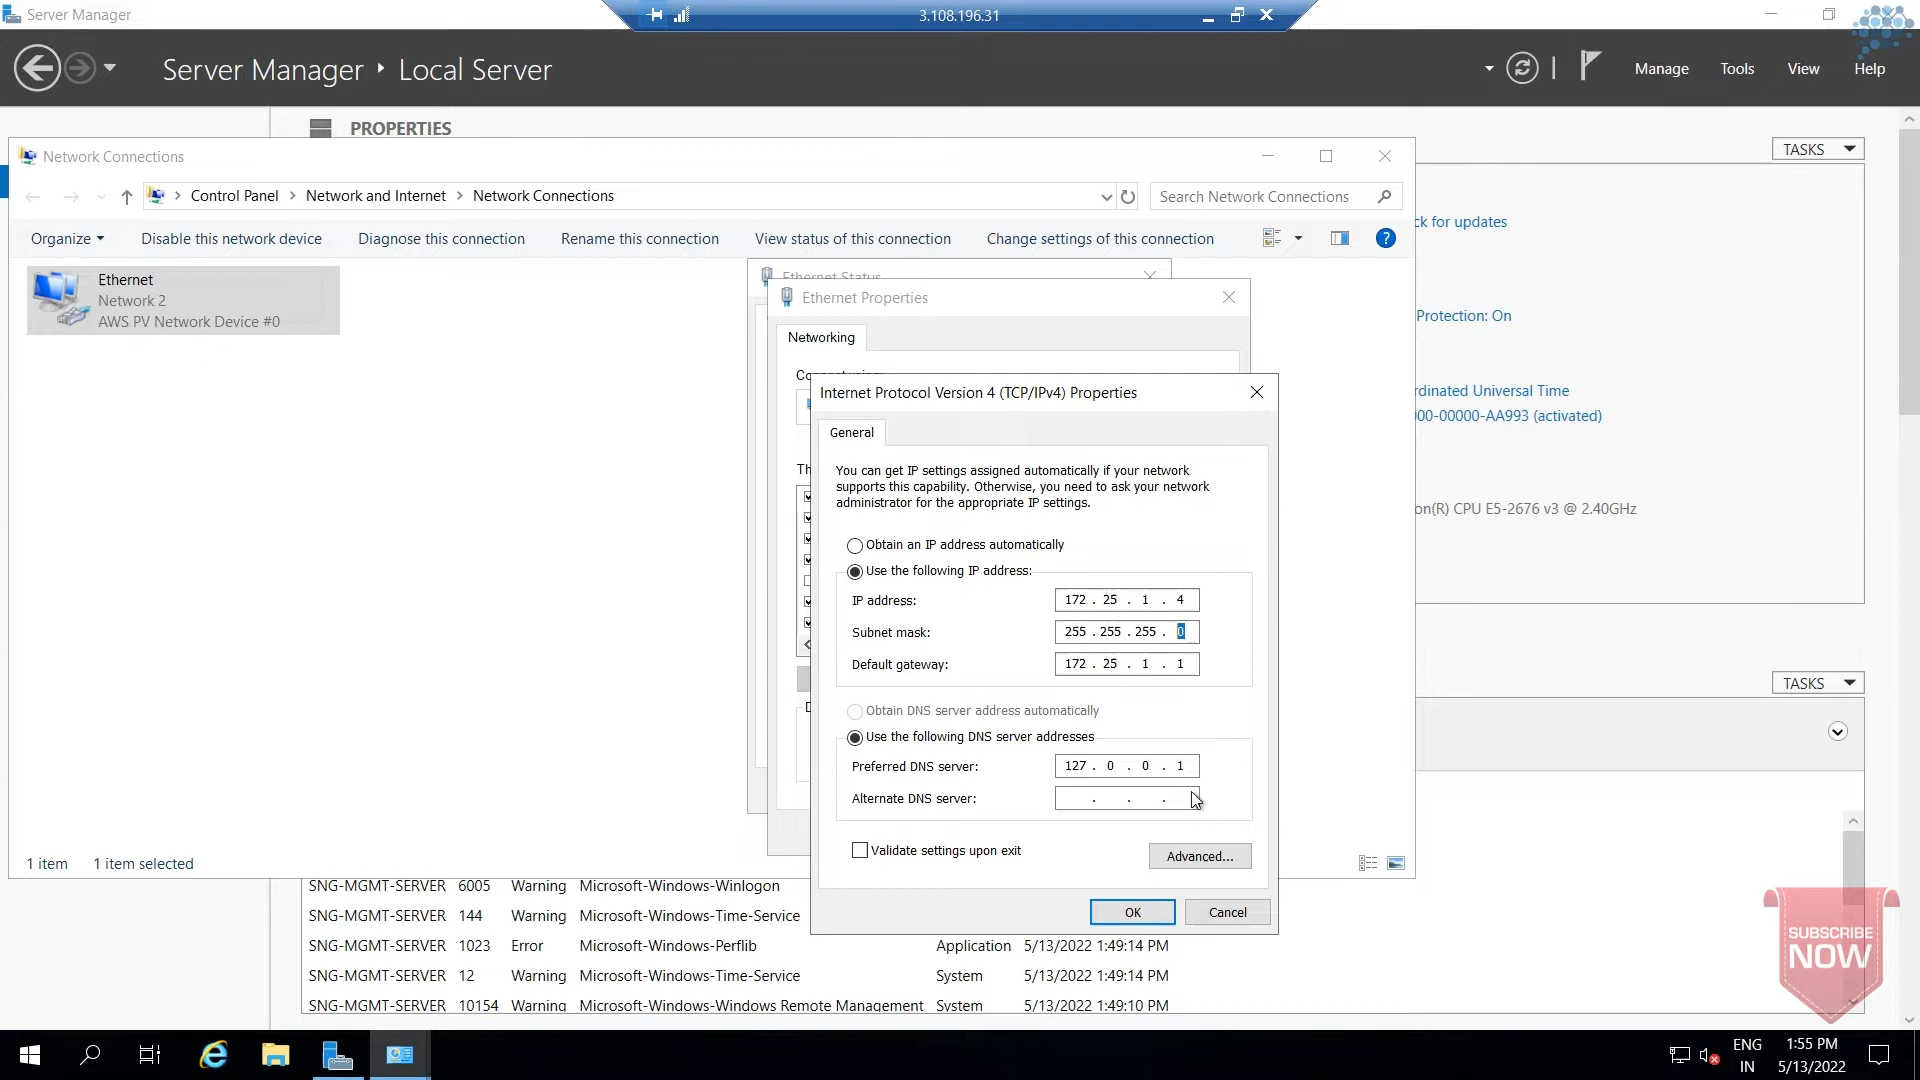 Server Manager
3.108.196.31
Server Manager ‣ Local Server
Manage
Tools
View
Help
PROPERTIES
TASKS
Network Connections
Control Panel > Network and Internet > Network Connections
Search Network Connections
Organize
Disable this network device
Diagnose this connection
Rename this connection
View status of this connection
Change settings of this connection
Ethernet
Network 2
AWS PV Network Device #0
Ethernet Status
Ethernet Properties
Networking
Internet Protocol Version 4 (TCP/IPv4) Properties
General
You can get IP settings assigned automatically if your network
supports this capability. Otherwise, you need to ask your network
administrator for the appropriate IP settings.
Obtain an IP address automatically
Use the following IP address:
IP address: 172 . 25 . 1 . 4
Subnet mask: 255 . 255 . 255 . 0
Default gateway: 172 . 25 . 1 . 1
Obtain DNS server address automatically
Use the following DNS server addresses
Preferred DNS server: 127 . 0 . 0 . 1
Alternate DNS server: . . .
Validate settings upon exit
Advanced...
OK
Cancel
ck for updates
Protection: On
rdinated Universal Time
00-00000-AA993 (activated)
on(R) CPU E5-2676 v3 @ 2.40GHz
TASKS
1 item
1 item selected
SNG-MGMT-SERVER 6005 Warning Microsoft-Windows-Winlogon
SNG-MGMT-SERVER 144 Warning Microsoft-Windows-Time-Service
SNG-MGMT-SERVER 1023 Error Microsoft-Windows-Perflib Application 5/13/2022 1:49:14 PM
SNG-MGMT-SERVER 12 Warning Microsoft-Windows-Time-Service System 5/13/2022 1:49:14 PM
SNG-MGMT-SERVER 10154 Warning Microsoft-Windows-Windows Remote Management System 5/13/2022 1:49:10 PM
SUBSCRIBE
NOW
ENG
IN
1:55 PM
5/13/2022